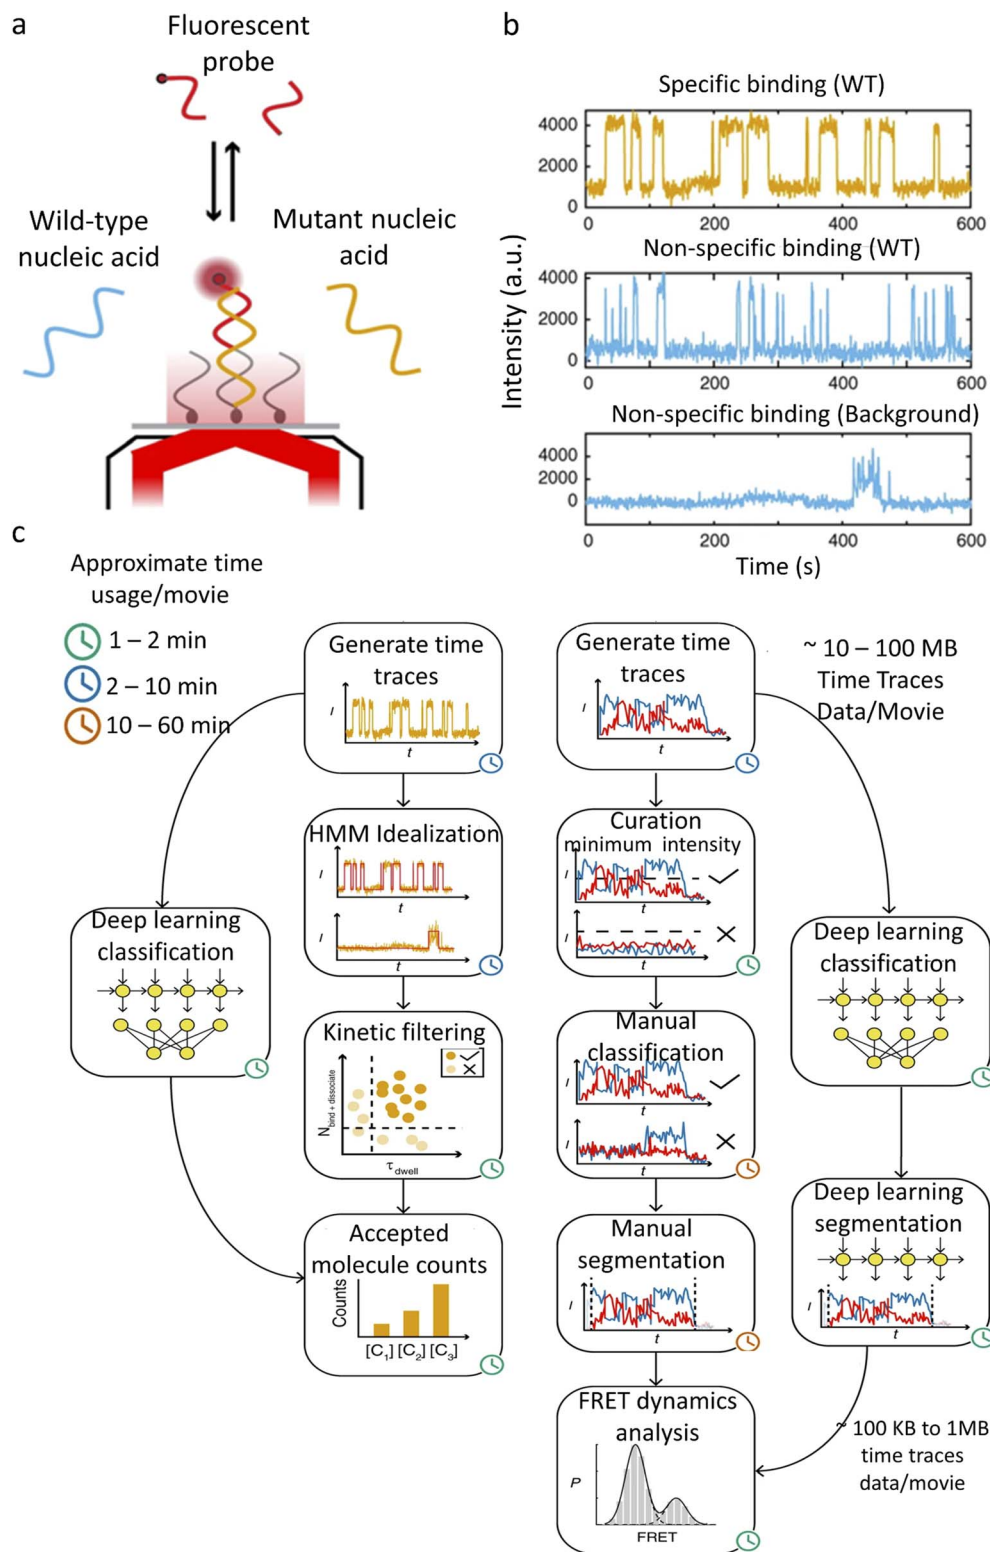 a
Fluorescent
probe
Wild-type
nucleic acid
Mutant nucleic
acid
b
Specific binding (WT)
4000
2000
0
0
200
400
600
Non-specific binding (WT)
4000
2000
0
0
200
400
600
Non-specific binding (Background)
4000
2000
0
0
200
400
600
Intensity (a.u.)
Time (s)
c
Approximate time
usage/movie
1 – 2 min
2 – 10 min
10 – 60 min
Generate time
traces
I
t
HMM Idealization
I
t
I
t
Deep learning
classification
Kinetic filtering
N bind + dissociate
τ dwell
Accepted
molecule counts
Counts
[C1] [C2] [C3]
Generate time
traces
I
t
~ 10 – 100 MB
Time Traces
Data/Movie
Curation
minimum intensity
I
I
t
Manual
classification
I
I
t
Manual
segmentation
I
t
Deep learning
classification
Deep learning
segmentation
I
t
FRET dynamics
analysis
P
FRET
~ 100 KB to 1MB
time traces
data/movie